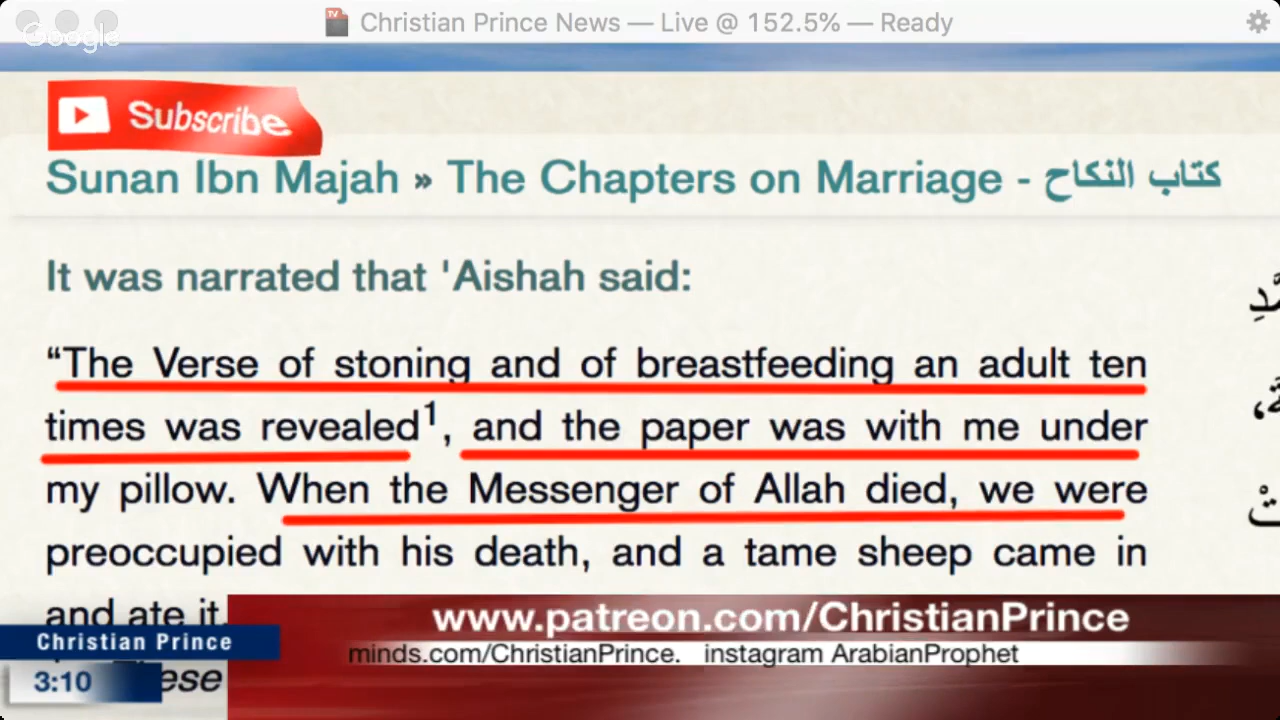 Christian Prince News — Live @ 152.5% — Ready
Google
Subscribe
Sunan Ibn Majah » The Chapters on Marriage - كتاب النكاح
It was narrated that 'Aishah said:
“The Verse of stoning and of breastfeeding an adult ten
times was revealed¹, and the paper was with me under
my pillow. When the Messenger of Allah died, we were
preoccupied with his death, and a tame sheep came in
and ate it.
www.patreon.com/ChristianPrince
Christian Prince
minds.com/ChristianPrince. instagram ArabianProphet
3:10